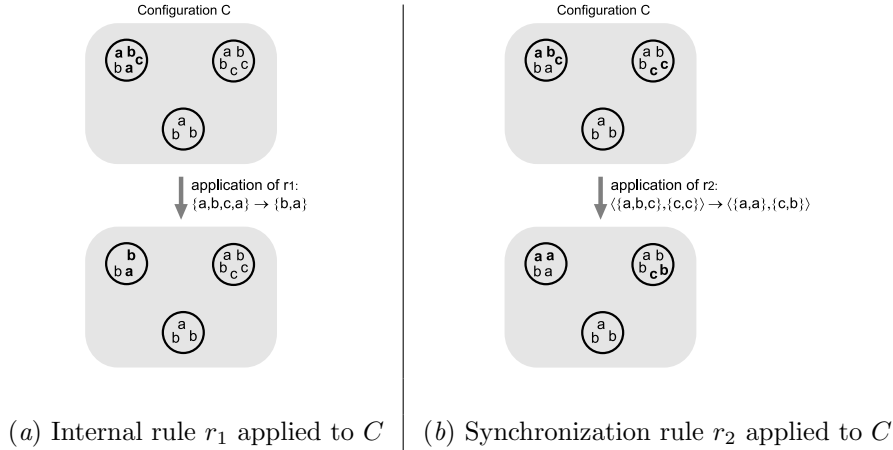 Configuration C
a b
b a c
a b
b c c
a
b b
application of r1:
{a,b,c,a} → {b,a}
b
b a
a b
b c c
a
b b
(a) Internal rule r1 applied to C
Configuration C
a b
b a c
a b
b c c
a
b b
application of r2:
⟨{a,b,c},{c,c}⟩ → ⟨{a,a},{c,b}⟩
a a
b a
a b
b c b
a
b b
(b) Synchronization rule r2 applied to C